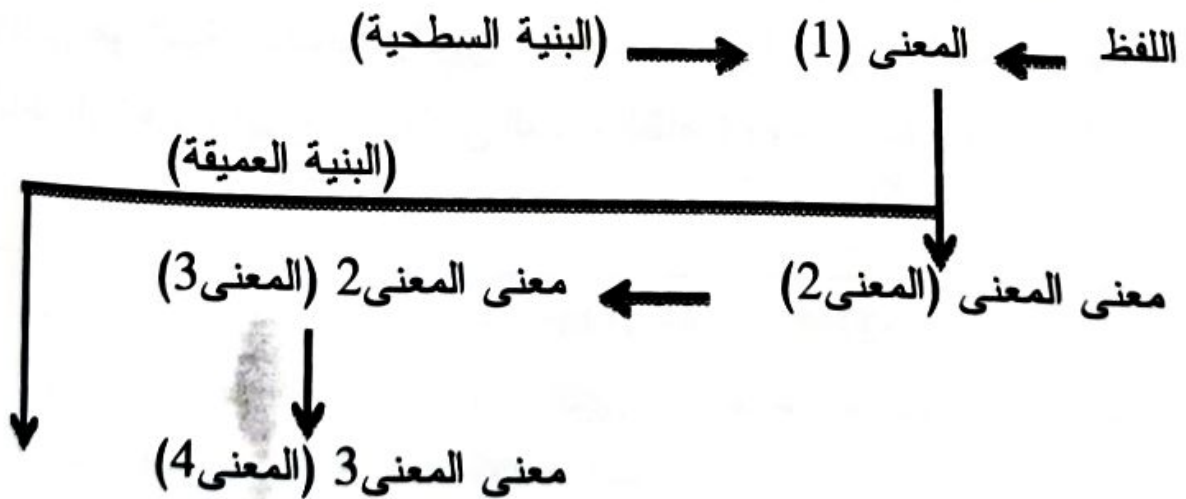 اللفظ المعنى (1) (البنية السطحية)
(البنية العميقة)
معنى المعنى (المعنى2) معنى المعنى2 (المعنى3)
معنى المعنى3 (المعنى4)